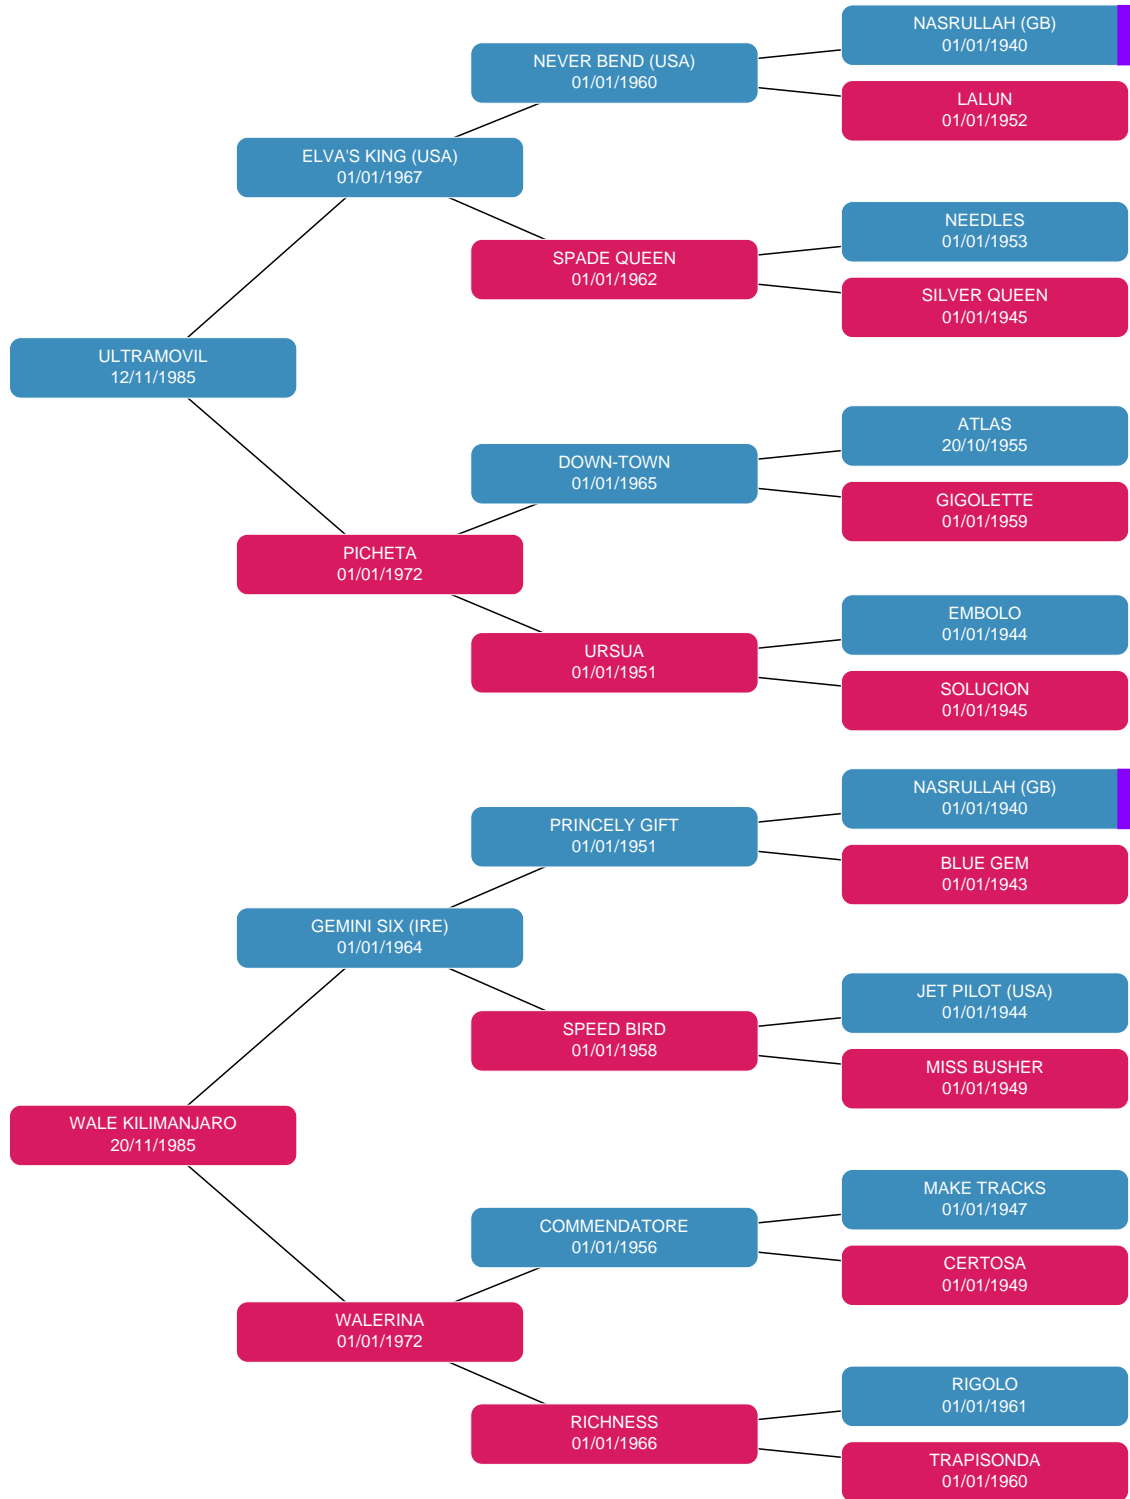 NASRULLAH (GB)
01/01/1940
NEVER BEND (USA)
01/01/1960
LALUN
01/01/1952
ELVA'S KING (USA)
01/01/1967
NEEDLES
01/01/1953
SPADE QUEEN
01/01/1962
SILVER QUEEN
01/01/1945
ULTRAMOVIL
12/11/1985
ATLAS
20/10/1955
DOWN-TOWN
01/01/1965
GIGOLETTE
01/01/1959
PICHETA
01/01/1972
EMBOLO
01/01/1944
URSUA
01/01/1951
SOLUCION
01/01/1945
NASRULLAH (GB)
01/01/1940
PRINCELY GIFT
01/01/1951
BLUE GEM
01/01/1943
GEMINI SIX (IRE)
01/01/1964
JET PILOT (USA)
01/01/1944
SPEED BIRD
01/01/1958
MISS BUSHER
01/01/1949
WALE KILIMANJARO
20/11/1985
MAKE TRACKS
01/01/1947
COMMENDATORE
01/01/1956
CERTOSA
01/01/1949
WALERINA
01/01/1972
RIGOLO
01/01/1961
RICHNESS
01/01/1966
TRAPISONDA
01/01/1960